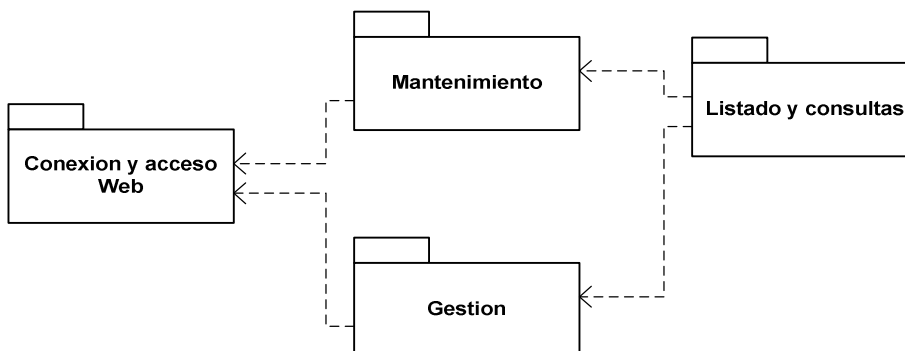 Mantenimiento
Listado y consultas
Conexion y acceso
Web
Gestion